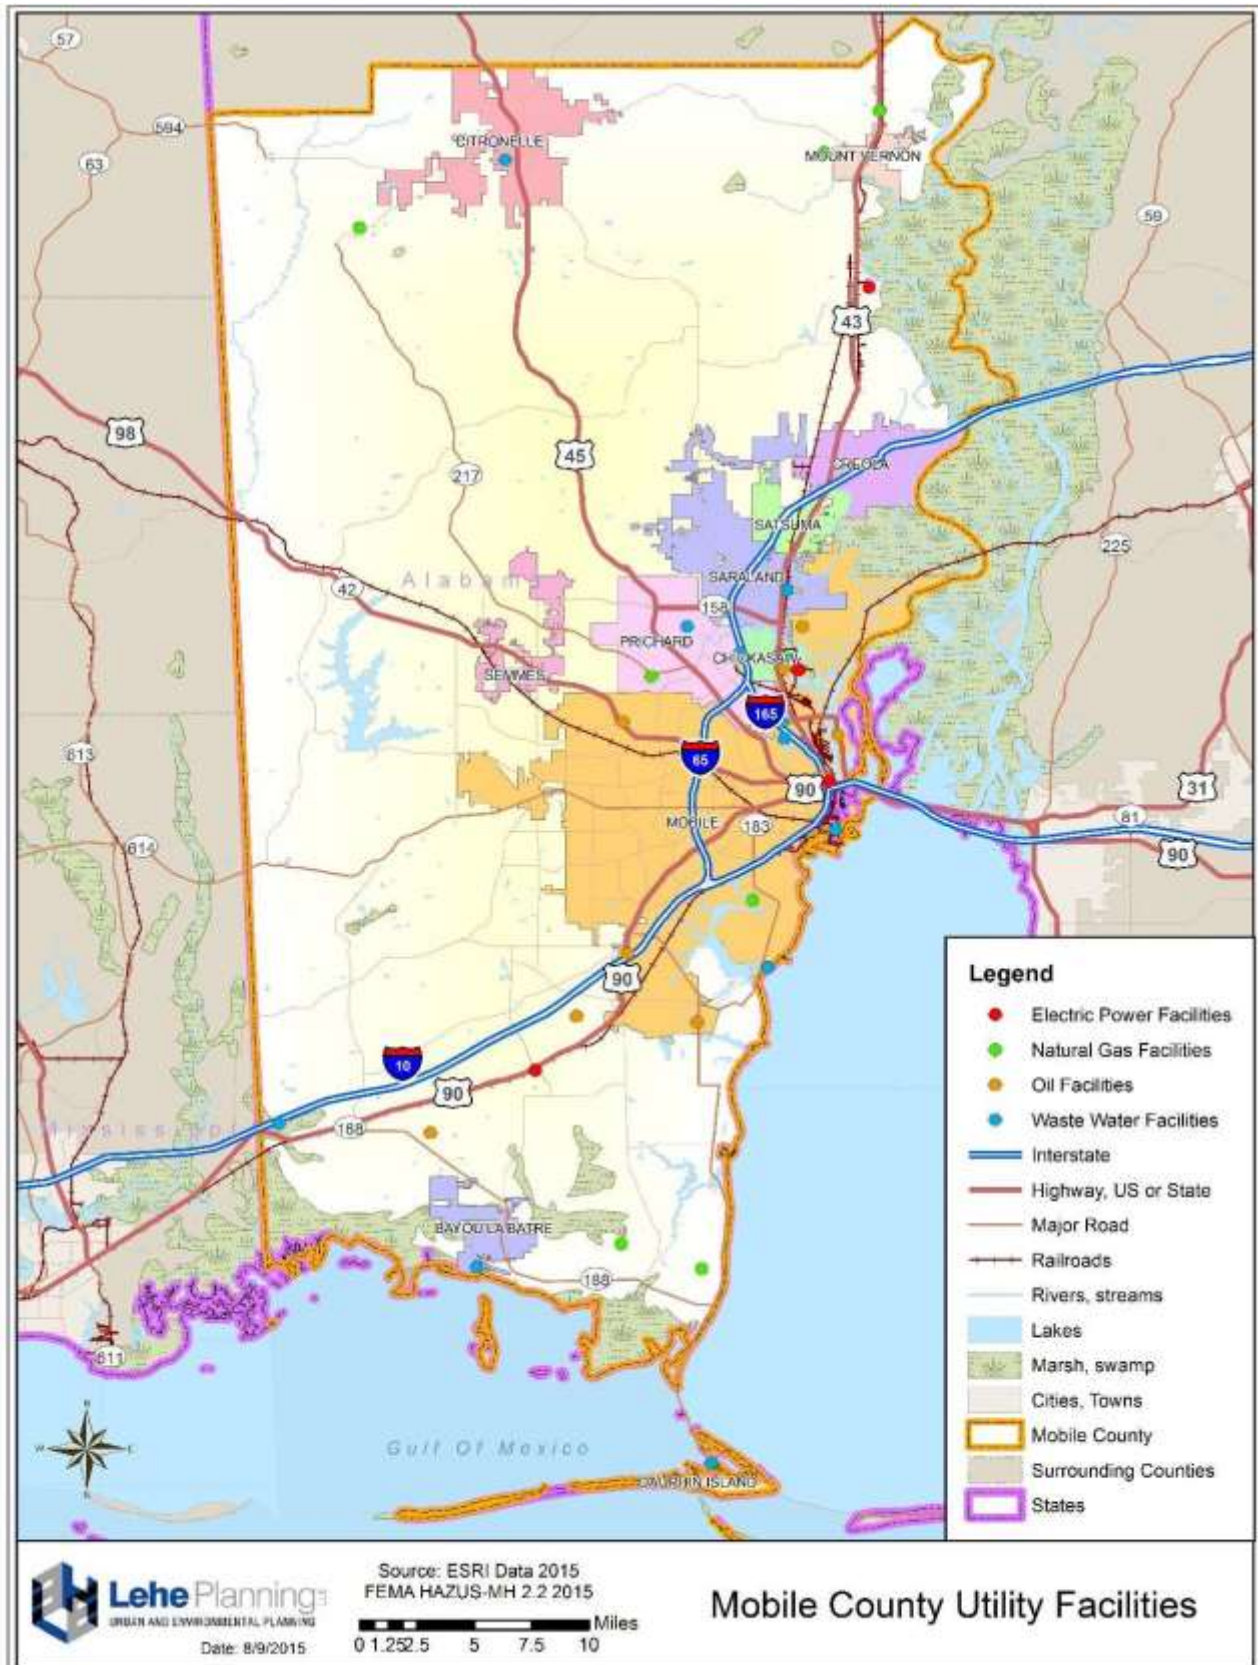 57
594
63
CITRONELLE
MOUNT VERNON
59
43
98
45
217
CREOLA
SATSUMA
225
Alabam
SARALAND
42
158
PRICHARD
CHICKASAW
SEMMES
165
613
65
31
90
MOBILE
183
81
614
90
90
10
90
Mississippi
188
BAYOU LA BATRE
188
611
N
W
E
S
Gulf Of Mexico
DAUPHIN ISLAND
Legend
Electric Power Facilities
Natural Gas Facilities
Oil Facilities
Waste Water Facilities
Interstate
Highway, US or State
Major Road
Railroads
Rivers, streams
Lakes
Marsh, swamp
Cities, Towns
Mobile County
Surrounding Counties
States
Lehe Planning
URBAN AND ENVIRONMENTAL PLANNING
Date: 8/9/2015
Source: ESRI Data 2015
FEMA HAZUS-MH 2.2 2015
Miles
0 1.252.5 5 7.5 10
Mobile County Utility Facilities